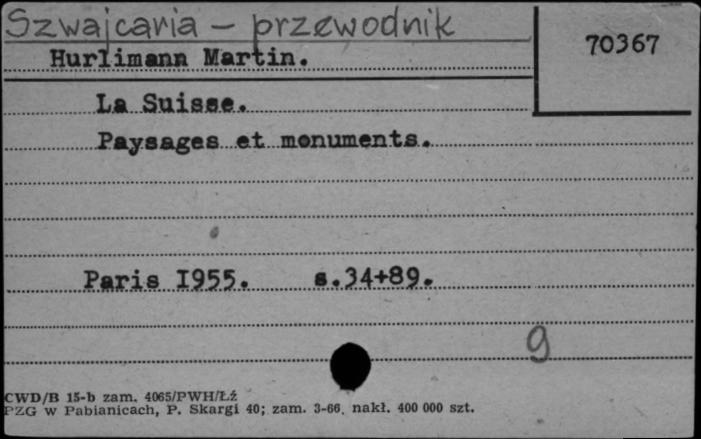 Szwajcaria – przewodnik
70367
Hurlimann Martin.
La Suisse.
Paysages et monuments.
Paris I955. s.34+89.
9
CWD/B 15-b zam. 4065/PWH/Łź
PZG w Pabianicach, P. Skargi 40; zam. 3-66. nakł. 400 000 szt.